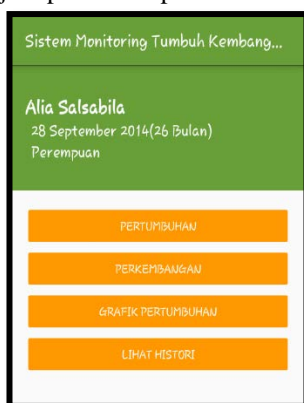 Sistem Monitoring Tumbuh Kembang...
Alia Salsabila
28 September 2014(26 Bulan)
Perempuan
PERTUMBUHAN
PERKEMBANGAN
GRAFIK PERTUMBUHAN
LIHAT HISTORI